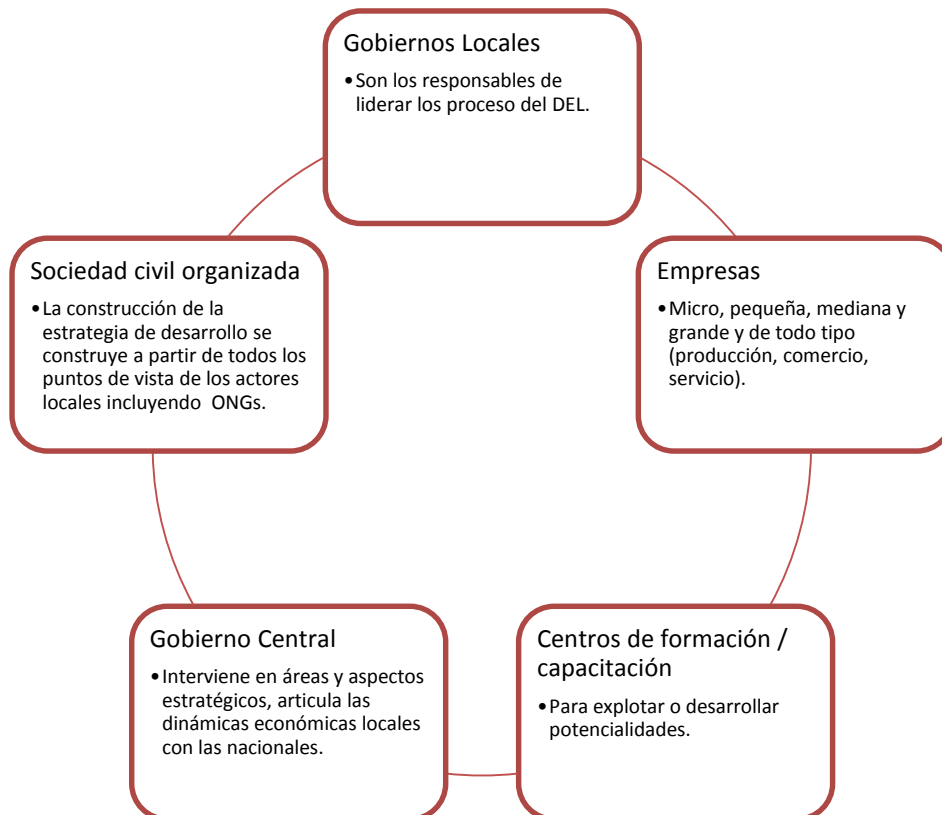 Gobiernos Locales
•Son los responsables de
liderar los proceso del DEL.
Sociedad civil organizada
•La construcción de la
estrategia de desarrollo se
construye a partir de todos los
puntos de vista de los actores
locales incluyendo ONGs.
Empresas
•Micro, pequeña, mediana y
grande y de todo tipo
(producción, comercio,
servicio).
Gobierno Central
•Interviene en áreas y aspectos
estratégicos, articula las
dinámicas económicas locales
con las nacionales.
Centros de formación /
capacitación
•Para explotar o desarrollar
potencialidades.